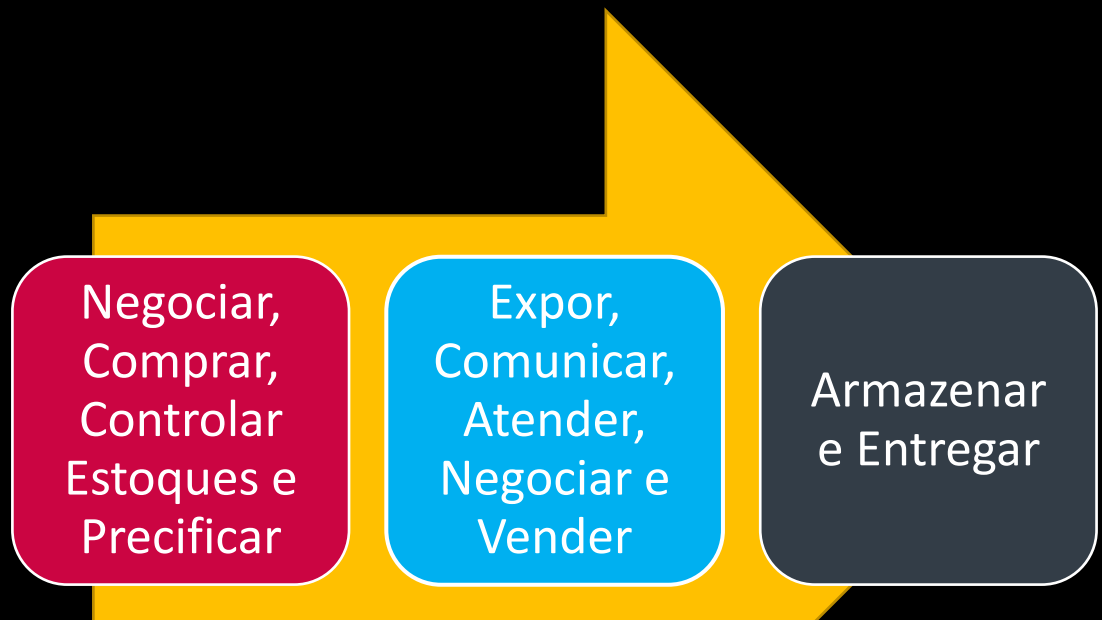 Negociar,
Comprar,
Controlar
Estoques e
Precificar
Expor,
Comunicar,
Atender,
Negociar e
Vender
Armazenar
e Entregar